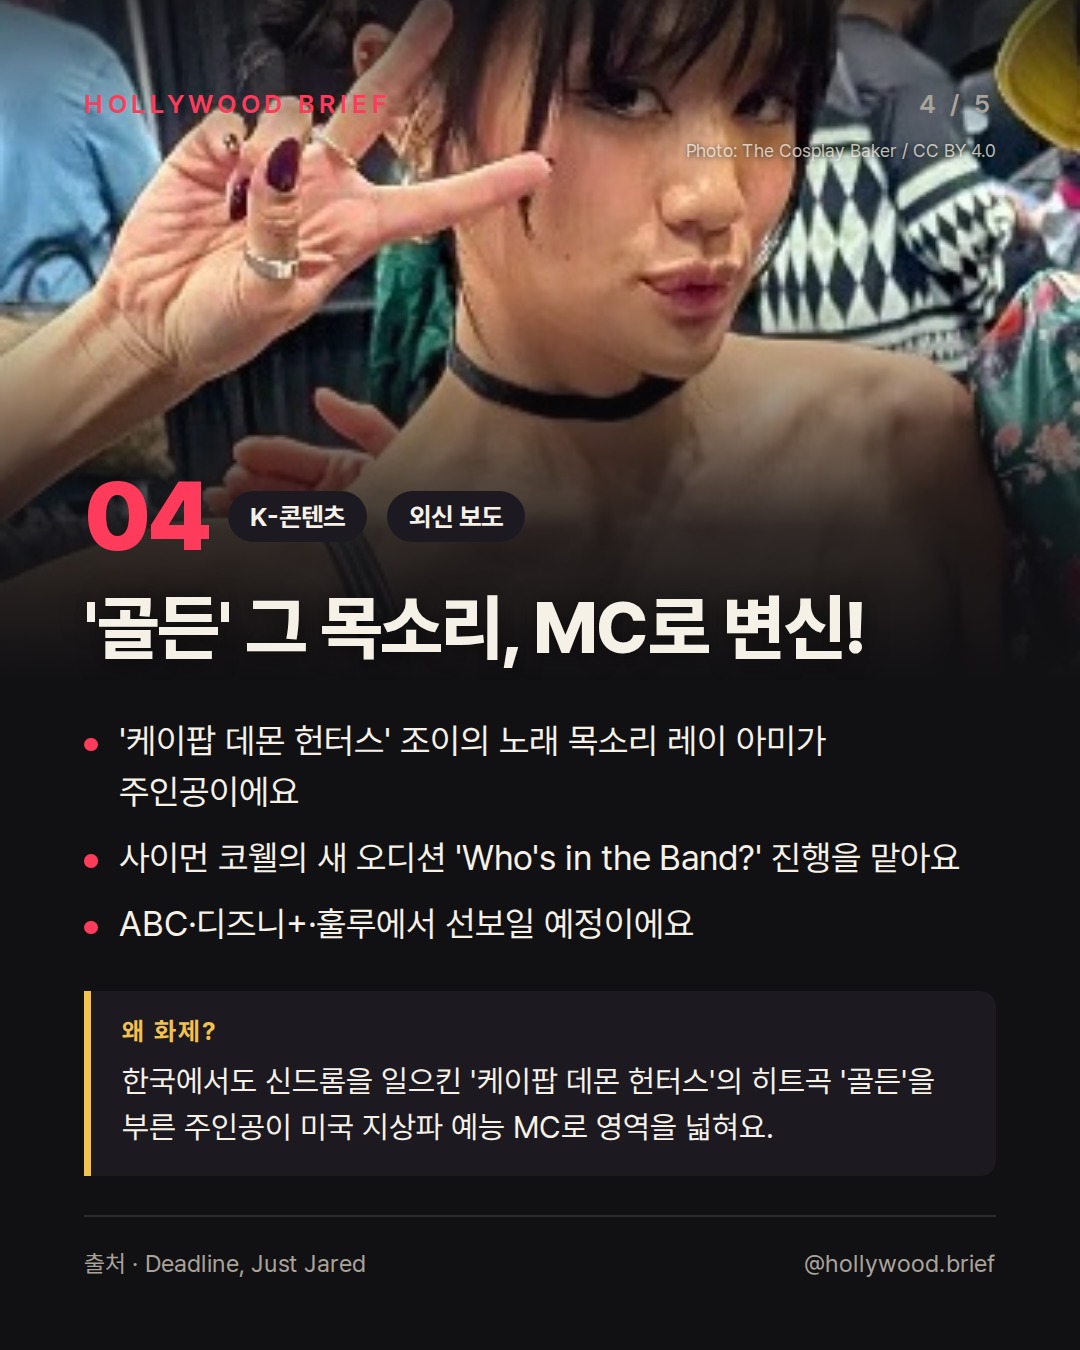 HOLLYWOOD BRIEF
4 / 5
Photo: The Cosplay Baker / CC BY 4.0
04
K-콘텐츠
외신 보도
'골든' 그 목소리, MC로 변신!
'케이팝 데몬 헌터스' 조이의 노래 목소리 레이 아미가
주인공이에요
사이먼 코웰의 새 오디션 'Who's in the Band?' 진행을 맡아요
ABC·디즈니+·훌루에서 선보일 예정이에요
왜 화제?
한국에서도 신드롬을 일으킨 '케이팝 데몬 헌터스'의 히트곡 '골든'을
부른 주인공이 미국 지상파 예능 MC로 영역을 넓혀요.
출처 · Deadline, Just Jared
@hollywood.brief